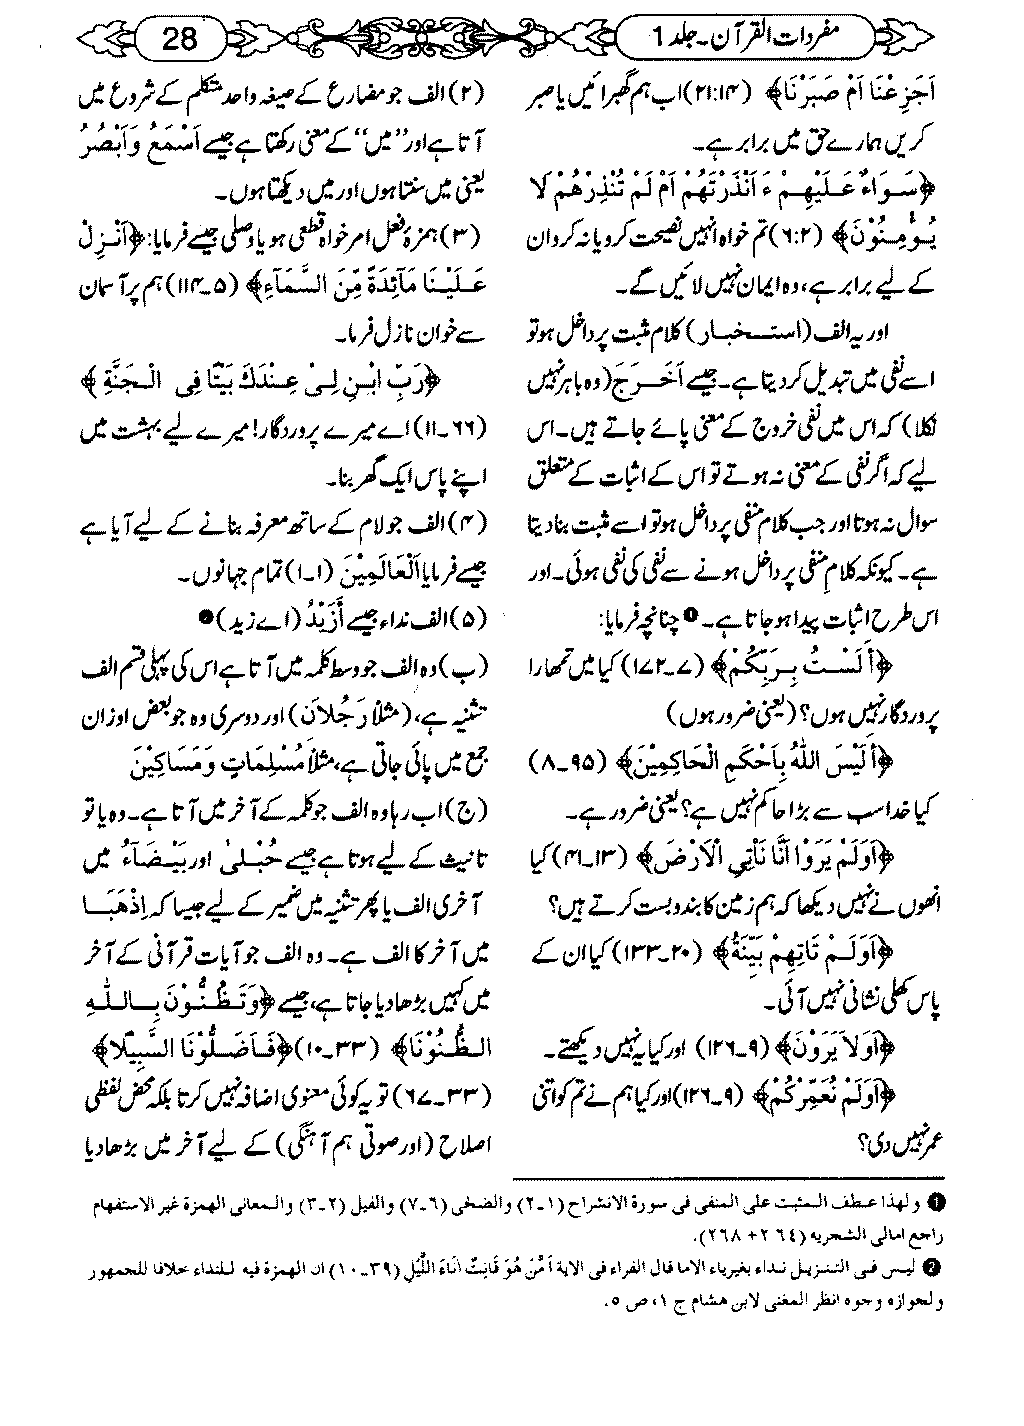 مفردات القرآن۔جلد 1
28
اَجَزِعْنَا اَمْ صَبَرْنَا﴾ (۲۱:۱۴)اب ہم گھبرائیں یا صبر
کریں ہمارے حق میں برابر ہے۔
﴿سَوَاءٌ عَلَيْهِمْ ءَ اَنْذَرْتَهُمْ اَمْ لَمْ تُنْذِرْهُمْ لَا
يُؤْمِنُوْنَ﴾ (۶:۲)تم خواہ انہیں نصیحت کرو یا نہ کرو ان
کے لیے برابر ہے، وہ ایمان نہیں لائیں گے۔
اور یہ الف (استخبار) کلام مثبت پر داخل ہو تو
اسے نفی میں تبدیل کر دیتا ہے۔ جیسے اَخَرَجَ (وہ باہر نہیں
نکلا) کہ اس میں نفی خروج کے معنی پائے جاتے ہیں۔ اس
لیے کہ اگر نفی کے معنی نہ ہوتے تو اس کے اثبات کے متعلق
سوال نہ ہوتا اور جب کلام منفی پر داخل ہو تو اسے مثبت بنا دیتا
ہے۔ کیونکہ کلامِ منفی پر داخل ہونے سے نفی کی نفی ہوئی۔ اور
اس طرح اثبات پیدا ہو جاتا ہے۔❶ چنانچہ فرمایا:
﴿اَلَسْتُ بِرَبِّكُمْ﴾ (۷۔۱۷۲) کیا میں تمھارا
پروردگار نہیں ہوں؟ (یعنی ضرور ہوں)
﴿اَلَيْسَ اللّٰهُ بِاَحْكَمِ الْحَاكِمِيْنَ﴾ (۹۵۔۸)
کیا خدا سب سے بڑا حاکم نہیں ہے؟ یعنی ضرور ہے۔
﴿اَوَلَمْ يَرَوْا اَنَّا نَاْتِي الْاَرْضَ﴾ (۱۳۔۴۱) کیا
انھوں نے نہیں دیکھا کہ ہم زمین کا بندوبست کرتے ہیں؟
﴿اَوَلَمْ تَاتِهِمْ بَيِّنَةُ﴾ (۲۰۔۱۳۳) کیا ان کے
پاس کھلی نشانی نہیں آئی۔
﴿اَوَلَا يَرَوْنَ﴾ (۹۔۱۲۶) اور کیا یہ نہیں دیکھتے۔
﴿اَوَلَمْ نُعَمِّرْكُمْ﴾ (۹۔۱۲۶) اور کیا ہم نے تم کو اتنی
عمر نہیں دی؟
(۲) الف جو مضارع کے صیغہ واحد متکلم کے شروع میں
آتا ہے اور ”میں“ کے معنی رکھتا ہے جیسے اَسْمَعُ وَاَبْصُرُ
یعنی میں سنتا ہوں اور میں دیکھتا ہوں۔
(۳) ہمزۂ فعل امر خواہ قطعی ہو یا وصلی جیسے فرمایا: ﴿اَنْزِلْ
عَلَيْنَا مَآئِدَةً مِّنَ السَّمَآءِ﴾ (۵۔۱۱۴) ہم پر آسمان
سے خوان نازل فرما۔
﴿رَبِّ ابْنِ لِيْ عِنْدَكَ بَيْتًا فِي الْجَنَّةِ﴾
(۶۶۔۱۱) اے میرے پروردگار! میرے لیے بہشت میں
اپنے پاس ایک گھر بنا۔
(۴) الف جو لام کے ساتھ معرفہ بنانے کے لیے آیا ہے
جیسے فرمایا اَلْعَالَمِيْنَ (۱۔۱) تمام جہانوں۔
(۵) الف نداء جیسے أَزَيْدُ (اے زید) ❷
(ب) وہ الف جو وسط کلمہ میں آتا ہے اس کی پہلی قسم الف
تثنیہ ہے، (مثلاً رَجُلَانِ) اور دوسری وہ جو بعض اوزان
جمع میں پائی جاتی ہے، مثلاً مُسْلِمَاتٍ وَمَسَاكِيْنَ
(ج) اب رہا وہ الف جو کلمہ کے آخر میں آتا ہے۔ وہ یا تو
تانیث کے لیے ہوتا ہے جیسے حُبْلٰی اور بَيْضَآءُ میں
آخری الف یا پھر تثنیہ میں ضمیر کے لیے جیسا کہ اِذْهَبَا
میں آخر کا الف ہے۔ وہ الف جو آیات قرآنی کے آخر
میں کہیں بڑھا دیا جاتا ہے، جیسے ﴿وَتَظُنُّوْنَ بِاللّٰهِ
الظُّنُوْنَا﴾ (۳۳۔۱۰) ﴿فَاَضَلُّوْنَا السَّبِيْلَا﴾
(۳۳۔۶۷) تو یہ کوئی معنوی اضافہ نہیں کرتا بلکہ محض لفظی
اصلاح (اور صوتی ہم آہنگی) کے لیے آخر میں بڑھا دیا
❶ ولهذا عطف المثبت على المنفى فى سورة الانشراح (۱۔۲) والضحى (۶۔۷) والفيل (۲۔۳) والمعانى الهمزة غير الاستفهام
راجع امالى الشجريه (۲۶۴ + ۲۶۸).
❷ ليس فى التنزيل نداء بغير ياء الا ما قال الفراء فى الاية اَمَّنْ هُوَ قَانِتٌ اٰنَاءَ اللَّيْلِ (۳۹۔۱۰) ان الهمزة فيه للنداء خلافا للجمهور
ولجوازه وجوه انظر المغنى لابن هشام ج ۱، ص ۵.